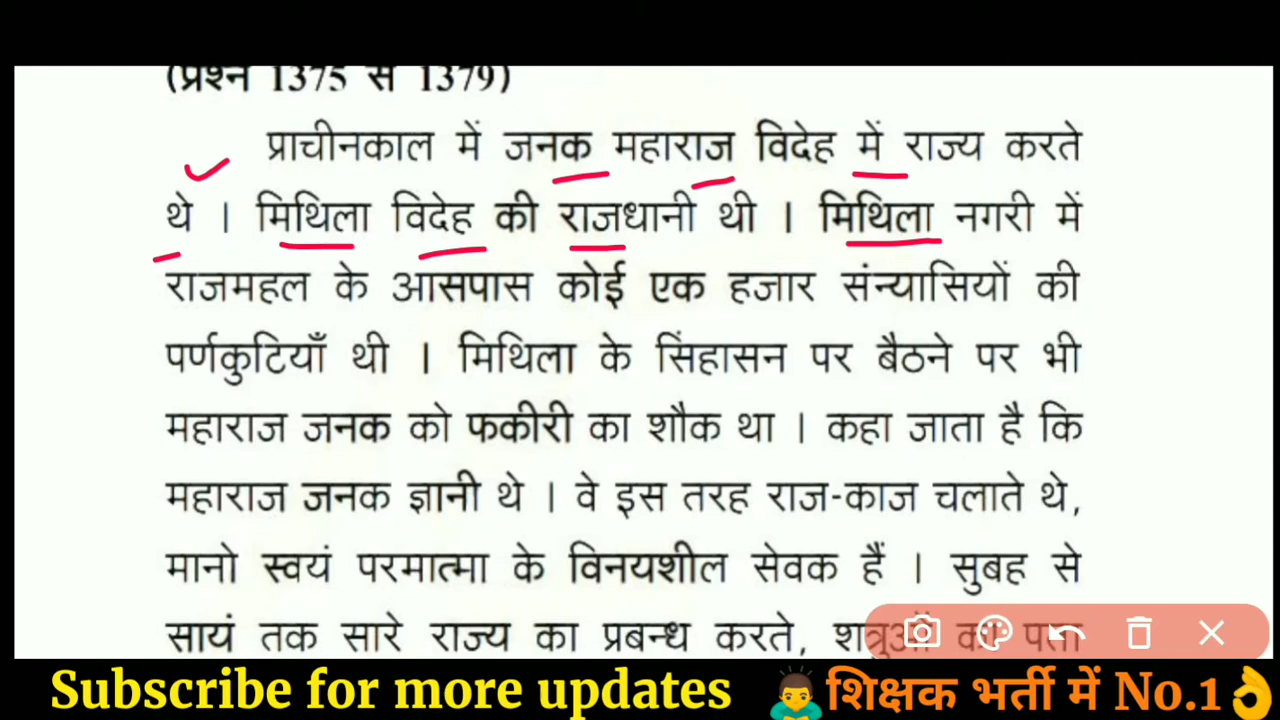 (प्रश्न 1375 से 1379)
प्राचीनकाल में जनक महाराज विदेह में राज्य करते
थे । मिथिला विदेह की राजधानी थी । मिथिला नगरी में
राजमहल के आसपास कोई एक हजार संन्यासियों की
पर्णकुटियाँ थी । मिथिला के सिंहासन पर बैठने पर भी
महाराज जनक को फकीरी का शौक था । कहा जाता है कि
महाराज जनक ज्ञानी थे । वे इस तरह राज-काज चलाते थे,
मानो स्वयं परमात्मा के विनयशील सेवक हैं । सुबह से
सायं तक सारे राज्य का प्रबन्ध करते, शत्रुओं का पता
Subscribe for more updates 🙇‍♂️शिक्षक भर्ती में No.1👌